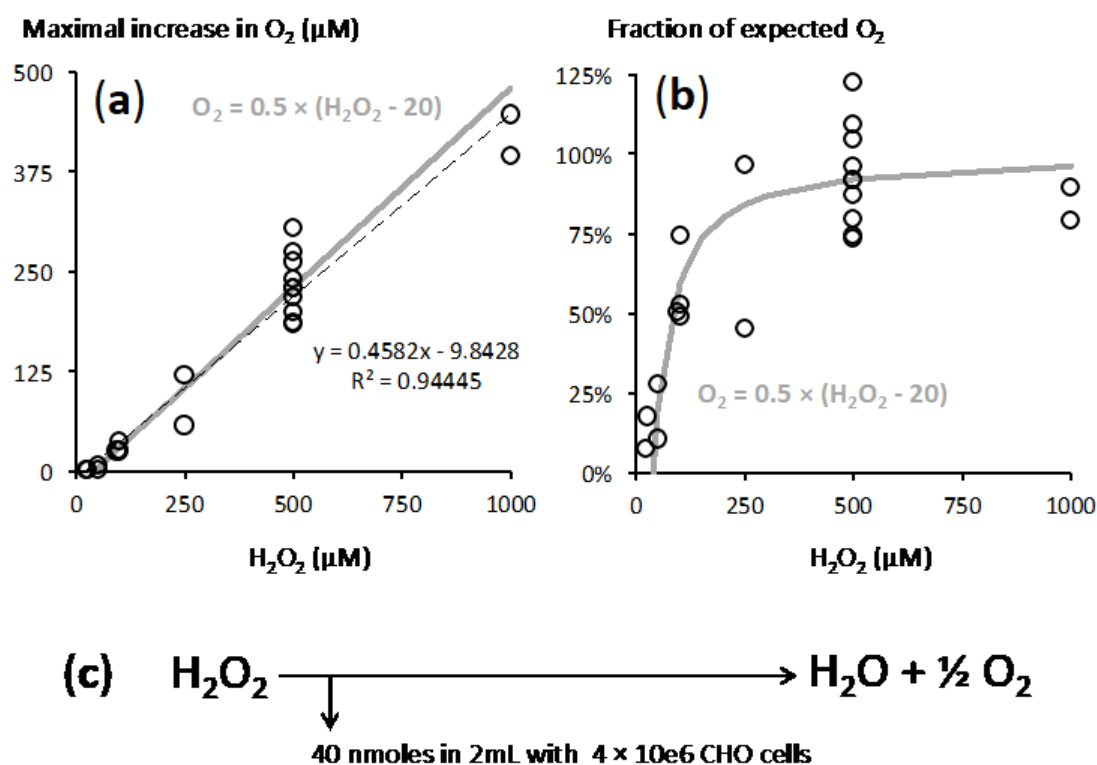 Maximal increase in O₂ (µM)
500
375
250
125
0
0 250 500 750 1000
(a)
O₂ = 0.5 × (H₂O₂ - 20)
y = 0.4582x - 9.8428
R² = 0.94445
H₂O₂ (µM)
Fraction of expected O₂
125%
100%
75%
50%
25%
0%
0 250 500 750 1000
(b)
O₂ = 0.5 × (H₂O₂ - 20)
H₂O₂ (µM)
(c) H₂O₂ H₂O + ½ O₂
40 nmoles in 2mL with 4 × 10e6 CHO cells